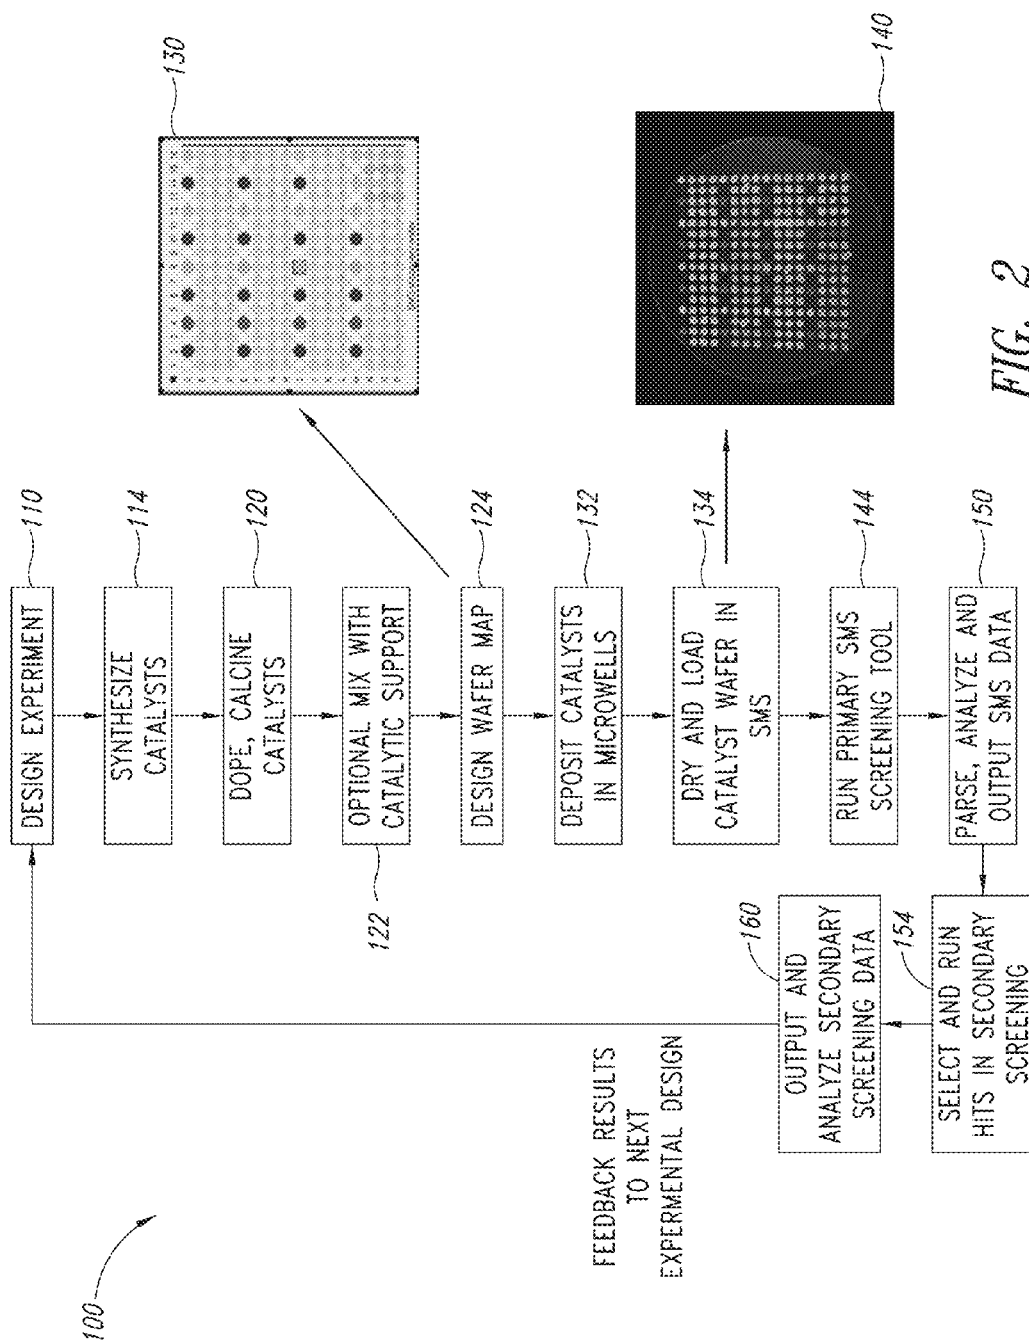 100
DESIGN EXPERIMENT
110
SYNTHESIZE
CATALYSTS
114
DOPE, CALCINE
CATALYSTS
120
OPTIONAL MIX WITH
CATALYTIC SUPPORT
122
DESIGN WAFER MAP
124
130
DEPOSIT CATALYSTS
IN MICROWELLS
132
DRY AND LOAD
CATALYST WAFER IN
SMS
134
140
RUN PRIMARY SMS
SCREENING TOOL
144
PARSE, ANALYZE AND
OUTPUT SMS DATA
150
SELECT AND RUN
HITS IN SECONDARY
SCREENING
154
OUTPUT AND
ANALYZE SECONDARY
SCREENING DATA
160
FEEDBACK RESULTS
TO NEXT
EXPERMENTAL DESIGN
FIG. 2